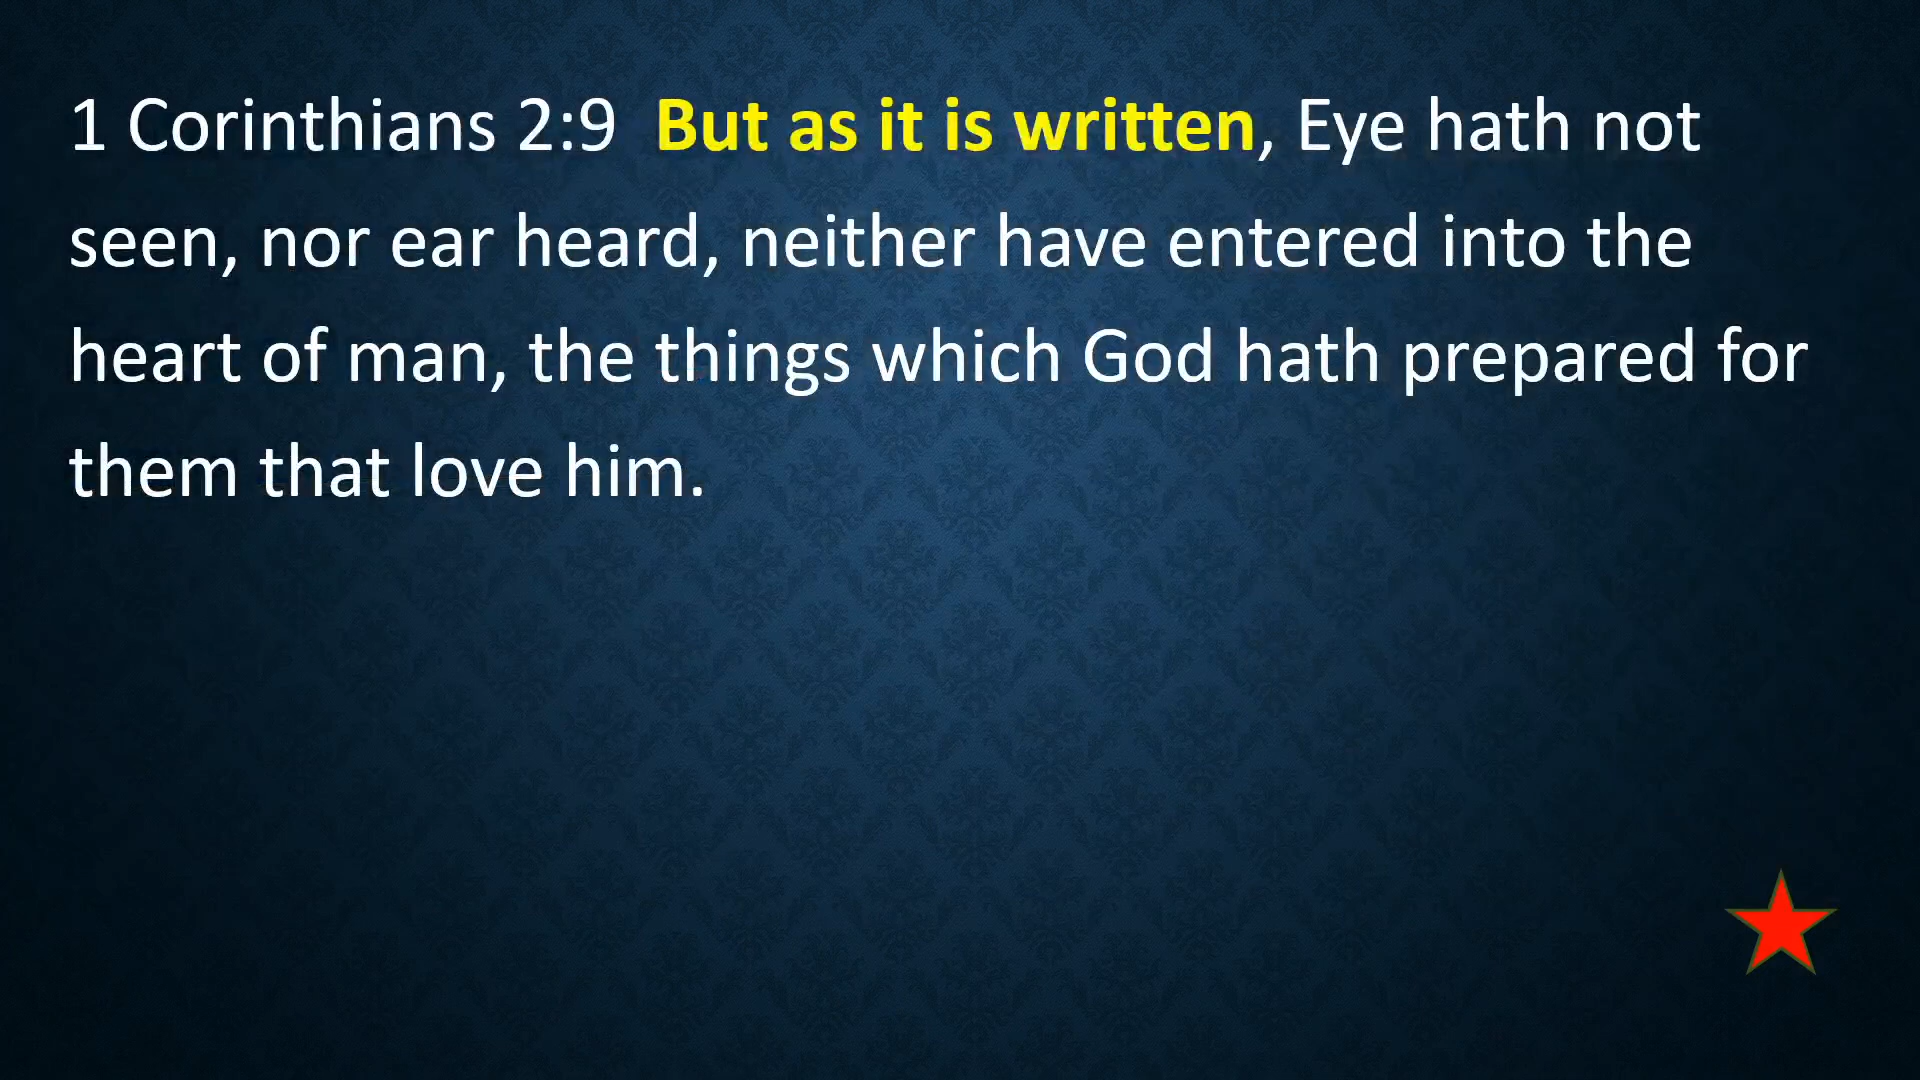 1 Corinthians 2:9  But as it is written, Eye hath not
seen, nor ear heard, neither have entered into the
heart of man, the things which God hath prepared for
them that love him.